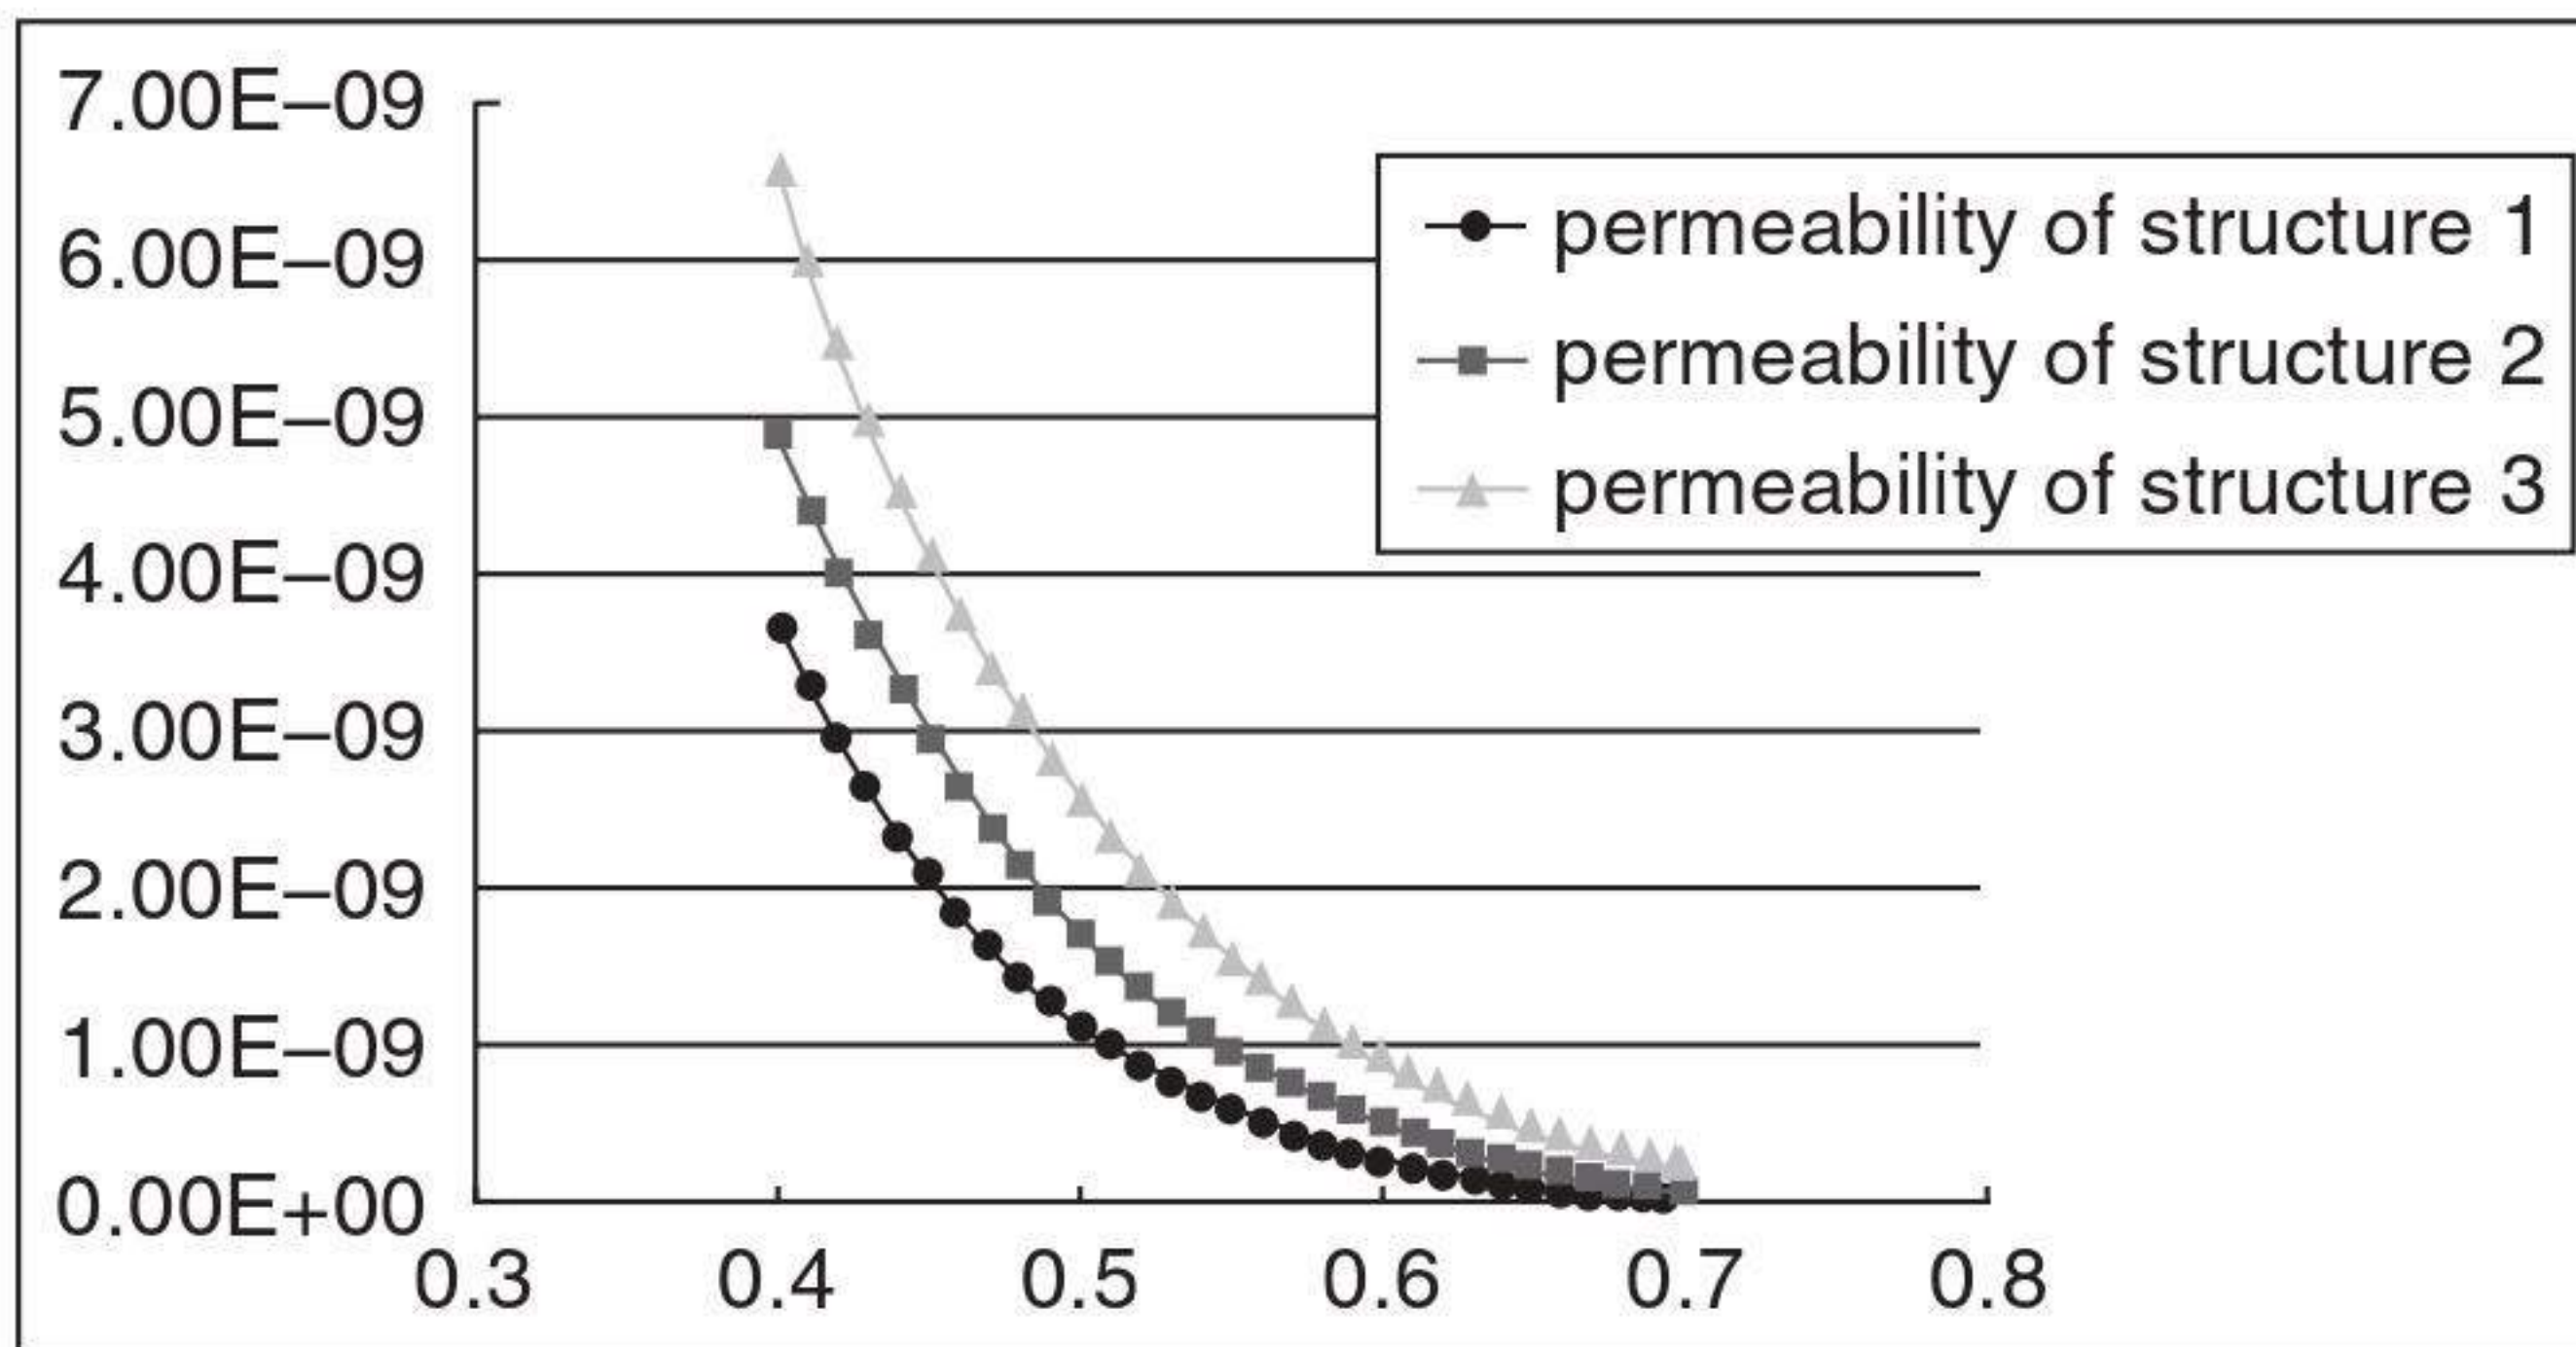 7.00E–09
6.00E–09
5.00E–09
4.00E–09
3.00E–09
2.00E–09
1.00E–09
0.00E+00
0.3 0.4 0.5 0.6 0.7 0.8
permeability of structure 1
permeability of structure 2
permeability of structure 3